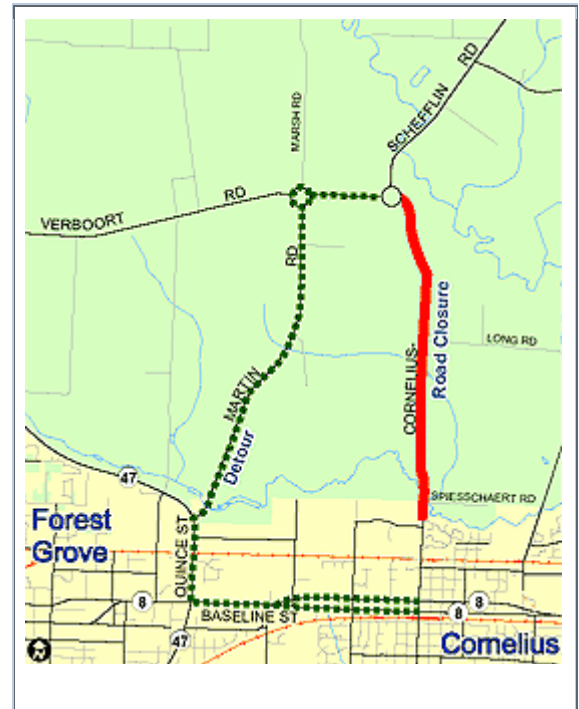 MARSH RD
SCHEFFLIN RD
VERBOORT RD
RD
MARTIN
Detour
CORNELIUS-
Road Closure
LONG RD
SPIESSCHAERT RD
47
Forest
Grove
QUINCE ST
8
BASELINE ST
8
8
47
Cornelius
N